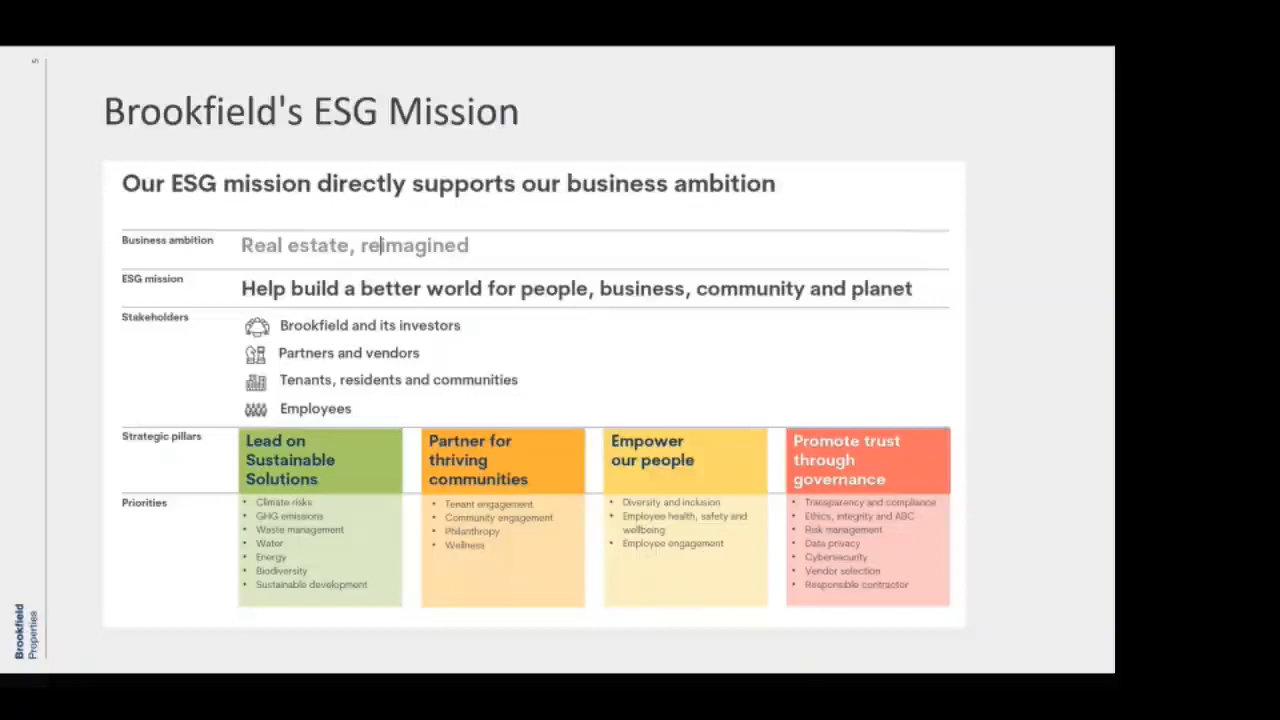 5
Brookfield's ESG Mission
Our ESG mission directly supports our business ambition
Business ambition
Real estate, reimagined
ESG mission
Help build a better world for people, business, community and planet
Stakeholders
Brookfield and its investors
Partners and vendors
Tenants, residents and communities
Employees
Strategic pillars
Lead on
Sustainable
Solutions
Partner for
thriving
communities
Empower
our people
Promote trust
through
governance
Priorities
• Climate risks
• GHG emissions
• Waste management
• Water
• Energy
• Biodiversity
• Sustainable development
• Tenant engagement
• Community engagement
• Philanthropy
• Wellness
• Diversity and inclusion
• Employee health, safety and
wellbeing
• Employee engagement
• Transparency and compliance
• Ethics, integrity and ABC
• Risk management
• Data privacy
• Cybersecurity
• Vendor selection
• Responsible contractor
Brookfield
Properties